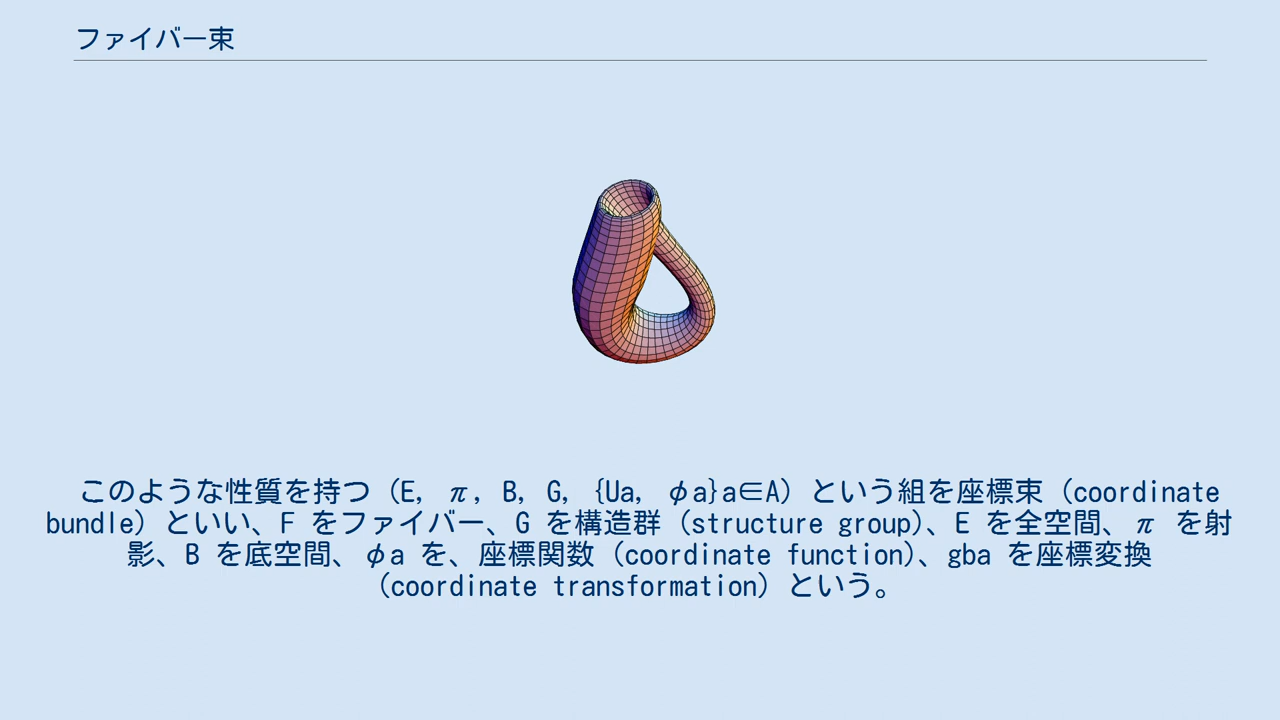 ファイバー束
このような性質を持つ (E, π, B, G, {Ua, φa}a∈A) という組を座標束 (coordinate
bundle) といい、F をファイバー、G を構造群 (structure group)、E を全空間、π を射
影、B を底空間、φa を、座標関数 (coordinate function)、gba を座標変換
(coordinate transformation) という。